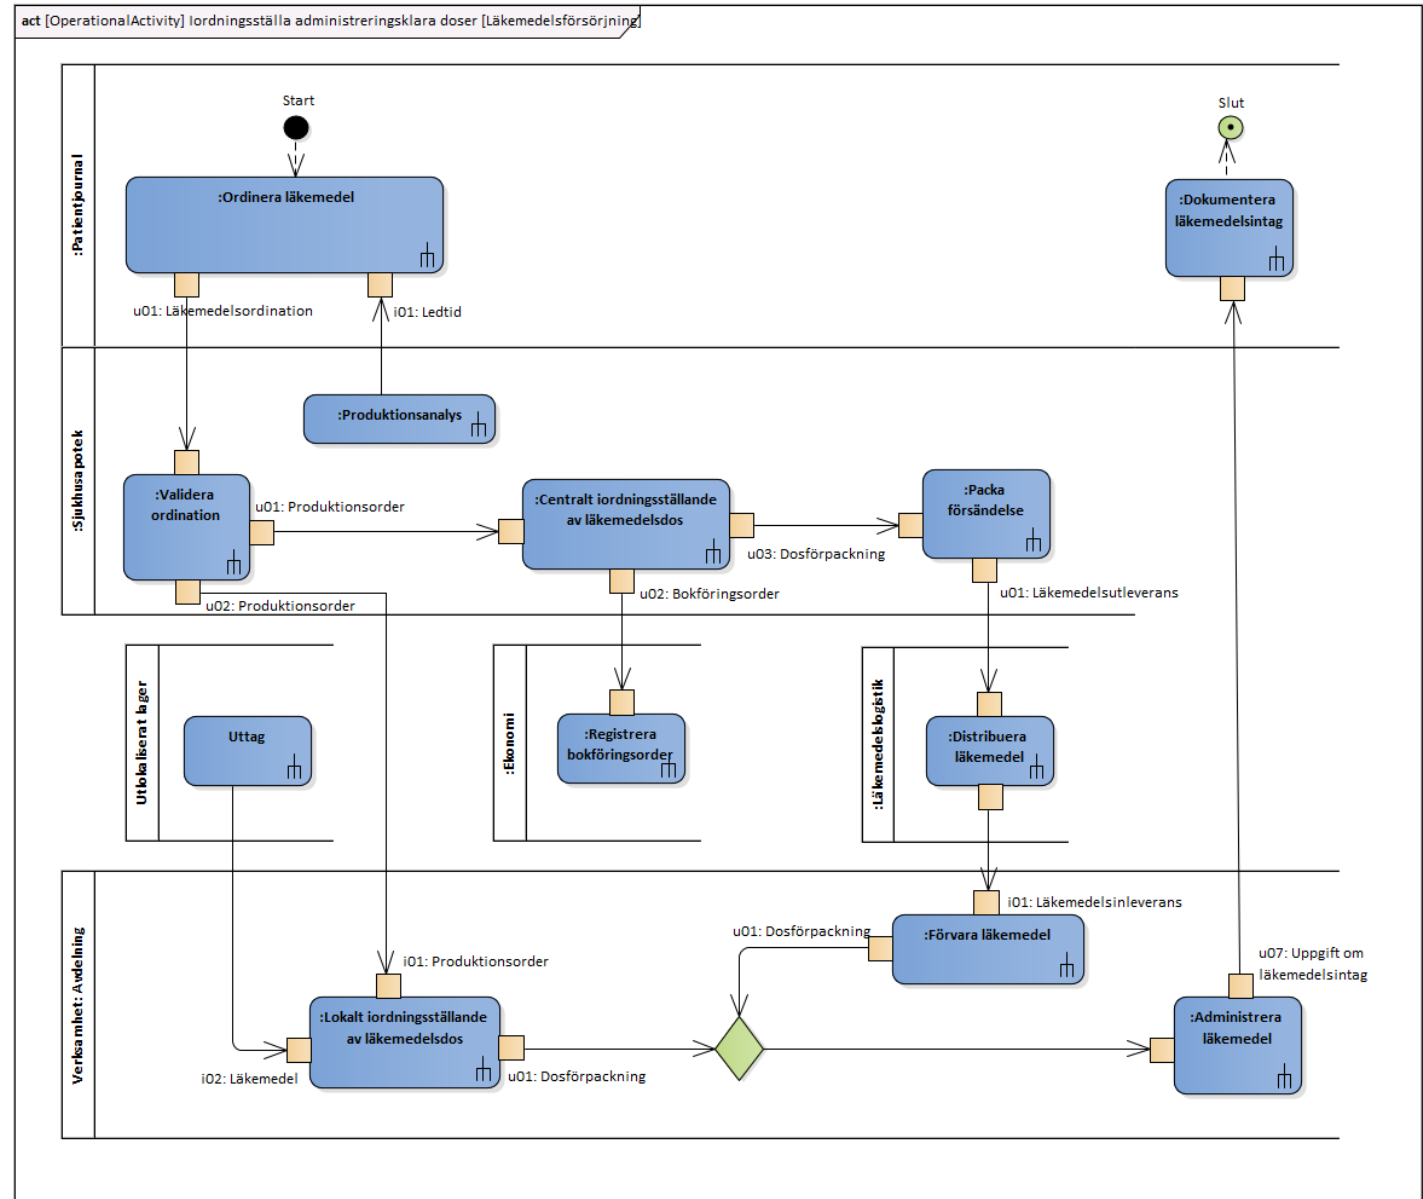 act [OperationalActivity] Iordningsställa administreringsklara doser [Läkemedelsförsörjning]
Start
Slut
:Patientjournal
:Ordinera läkemedel
:Dokumentera
läkemedelsintag
u01: Läkemedelsordination
i01: Ledtid
:Sjukhusapotek
:Produktionsanalys
:Validera
ordination
u01: Produktionsorder
:Centralt iordningsställande
av läkemedelsdos
:Packa
försändelse
u03: Dosförpackning
u02: Produktionsorder
u02: Bokföringsorder
u01: Läkemedelsutleverans
Utlokaliserat lager
Uttag
:Ekonomi
:Registrera
bokföringsorder
:Läkemedelslogistik
:Distribuera
läkemedel
Verksamhet: Avdelning
i01: Läkemedelsinleverans
u01: Dosförpackning
:Förvara läkemedel
i01: Produktionsorder
u07: Uppgift om
läkemedelsintag
:Lokalt iordningsställande
av läkemedelsdos
:Administrera
läkemedel
i02: Läkemedel
u01: Dosförpackning